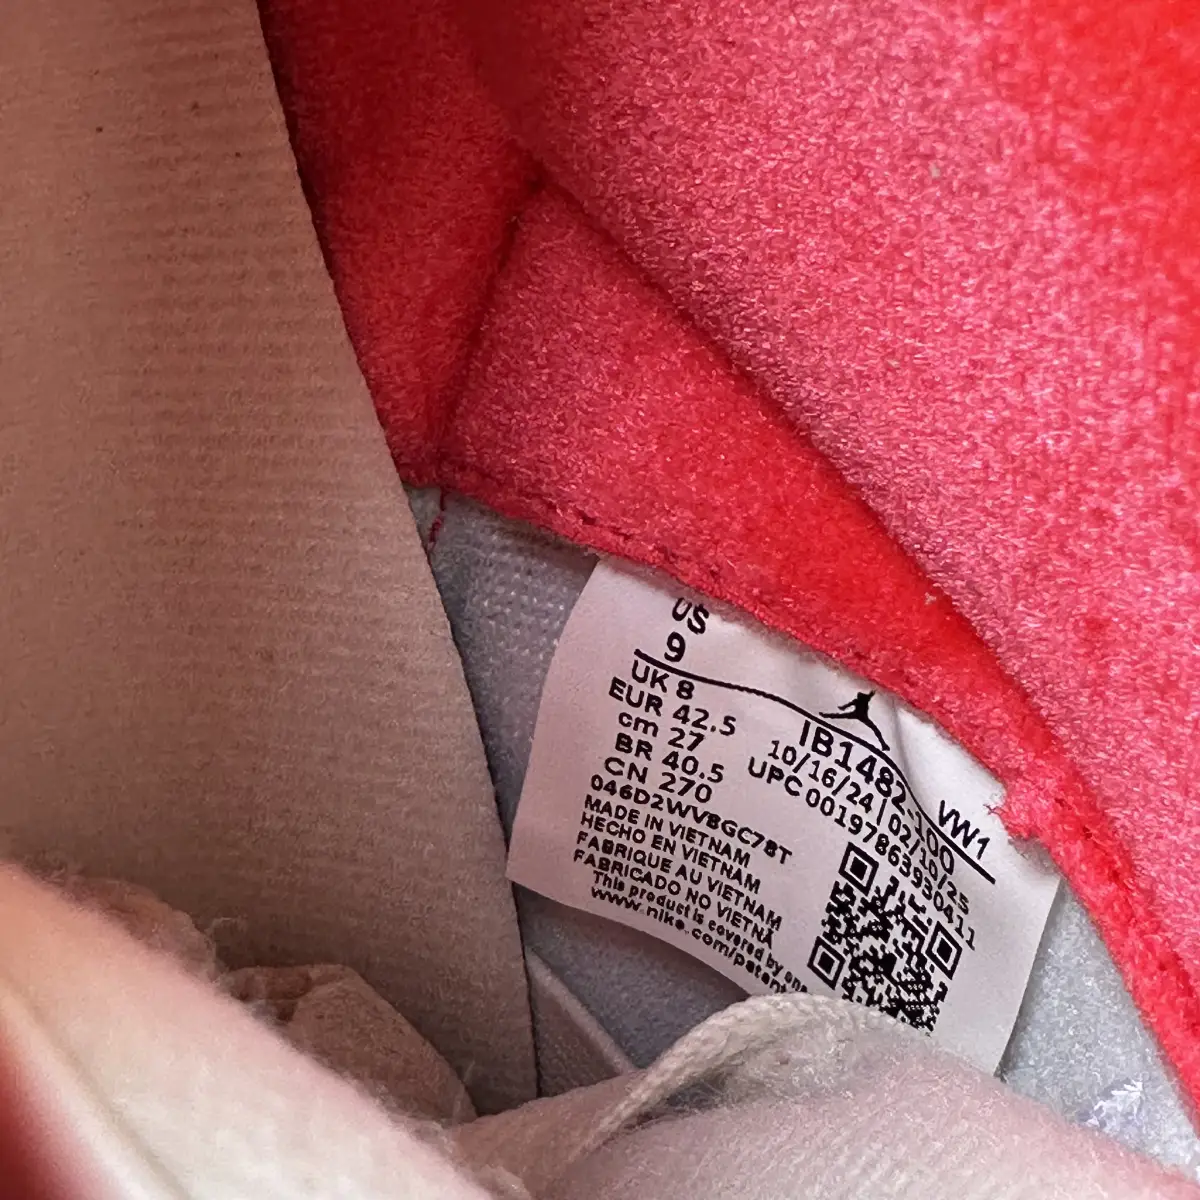 US
9
UK 8
EUR 42.5
cm 27
BR 40.5
CN 270
046D2WVBGC78T
MADE IN VIETNAM
HECHO EN VIETNAM
FABRIQUE AU VIETNAM
FABRICADO NO VIETNÃ
This product is covered by one
www.nike.com/patent
IB1482-100 VW1
10/16/24 | 02/10/25
UPC 00197863930411